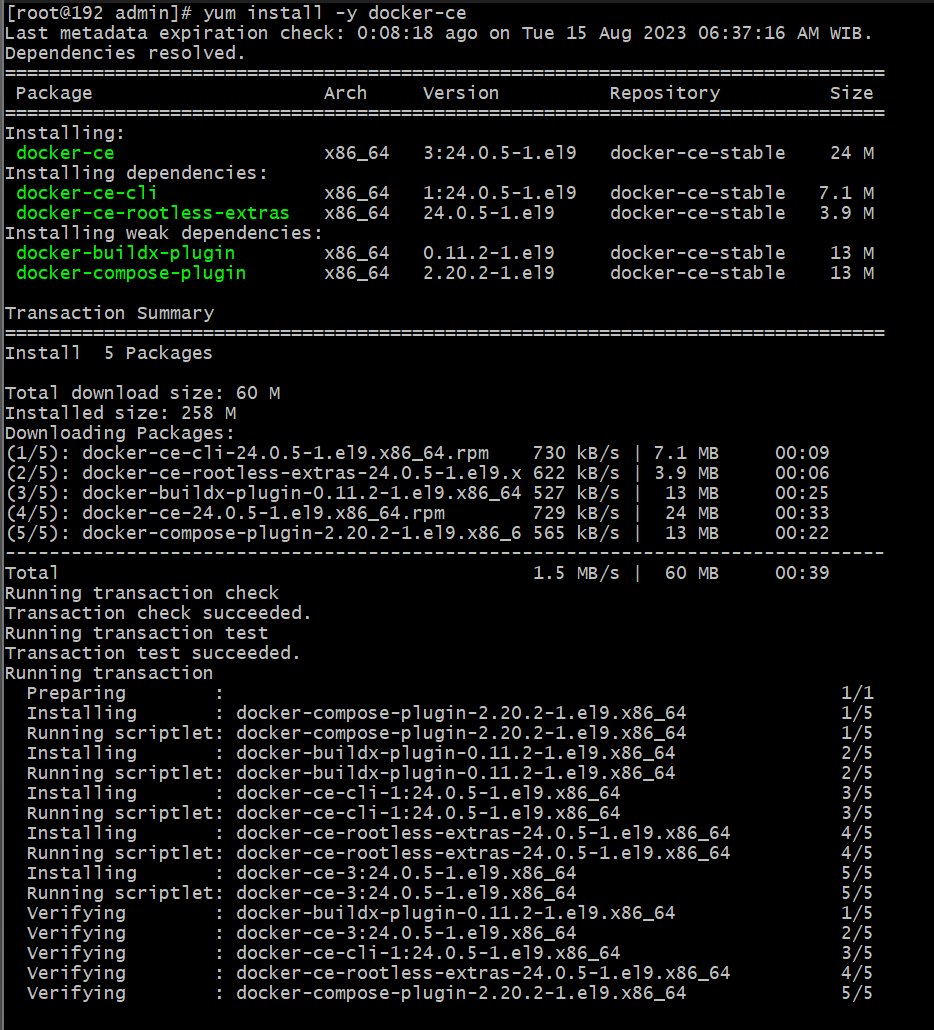 [root@192 admin]# yum install -y docker-ce
Last metadata expiration check: 0:08:18 ago on Tue 15 Aug 2023 06:37:16 AM WIB.
Dependencies resolved.
================================================================================
 Package                    Arch     Version          Repository          Size
================================================================================
Installing:
 docker-ce                  x86_64   3:24.0.5-1.el9   docker-ce-stable    24 M
Installing dependencies:
 docker-ce-cli              x86_64   1:24.0.5-1.el9   docker-ce-stable   7.1 M
 docker-ce-rootless-extras  x86_64   24.0.5-1.el9     docker-ce-stable   3.9 M
Installing weak dependencies:
 docker-buildx-plugin       x86_64   0.11.2-1.el9     docker-ce-stable    13 M
 docker-compose-plugin      x86_64   2.20.2-1.el9     docker-ce-stable    13 M

Transaction Summary
================================================================================
Install  5 Packages

Total download size: 60 M
Installed size: 258 M
Downloading Packages:
(1/5): docker-ce-cli-24.0.5-1.el9.x86_64.rpm    730 kB/s | 7.1 MB     00:09
(2/5): docker-ce-rootless-extras-24.0.5-1.el9.x 622 kB/s | 3.9 MB     00:06
(3/5): docker-buildx-plugin-0.11.2-1.el9.x86_64 527 kB/s |  13 MB     00:25
(4/5): docker-ce-24.0.5-1.el9.x86_64.rpm        729 kB/s |  24 MB     00:33
(5/5): docker-compose-plugin-2.20.2-1.el9.x86_6 565 kB/s |  13 MB     00:22
--------------------------------------------------------------------------------
Total                                           1.5 MB/s |  60 MB     00:39
Running transaction check
Transaction check succeeded.
Running transaction test
Transaction test succeeded.
Running transaction
  Preparing        :                                                        1/1
  Installing       : docker-compose-plugin-2.20.2-1.el9.x86_64              1/5
  Running scriptlet: docker-compose-plugin-2.20.2-1.el9.x86_64              1/5
  Installing       : docker-buildx-plugin-0.11.2-1.el9.x86_64               2/5
  Running scriptlet: docker-buildx-plugin-0.11.2-1.el9.x86_64               2/5
  Installing       : docker-ce-cli-1:24.0.5-1.el9.x86_64                    3/5
  Running scriptlet: docker-ce-cli-1:24.0.5-1.el9.x86_64                    3/5
  Installing       : docker-ce-rootless-extras-24.0.5-1.el9.x86_64          4/5
  Running scriptlet: docker-ce-rootless-extras-24.0.5-1.el9.x86_64          4/5
  Installing       : docker-ce-3:24.0.5-1.el9.x86_64                        5/5
  Running scriptlet: docker-ce-3:24.0.5-1.el9.x86_64                        5/5
  Verifying        : docker-buildx-plugin-0.11.2-1.el9.x86_64               1/5
  Verifying        : docker-ce-3:24.0.5-1.el9.x86_64                        2/5
  Verifying        : docker-ce-cli-1:24.0.5-1.el9.x86_64                    3/5
  Verifying        : docker-ce-rootless-extras-24.0.5-1.el9.x86_64          4/5
  Verifying        : docker-compose-plugin-2.20.2-1.el9.x86_64              5/5